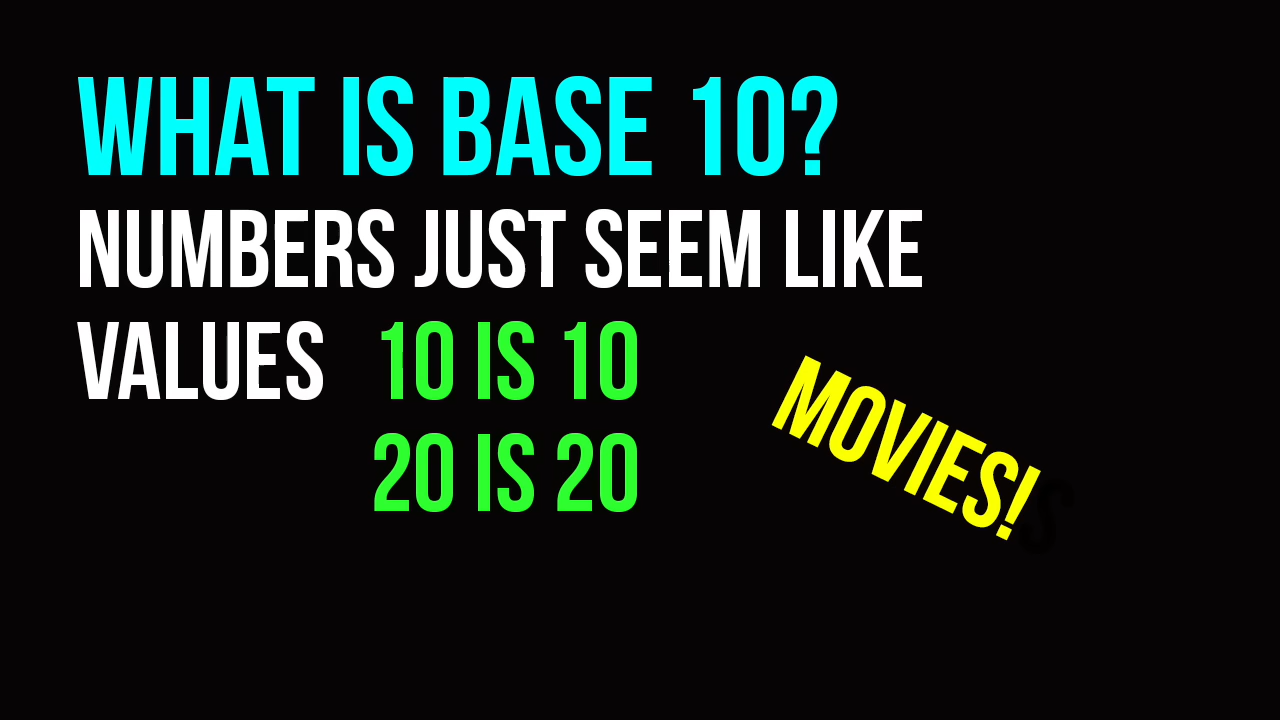 WHAT IS BASE 10?
NUMBERS JUST SEEM LIKE
VALUES 10 IS 10
20 IS 20
MOVIES!